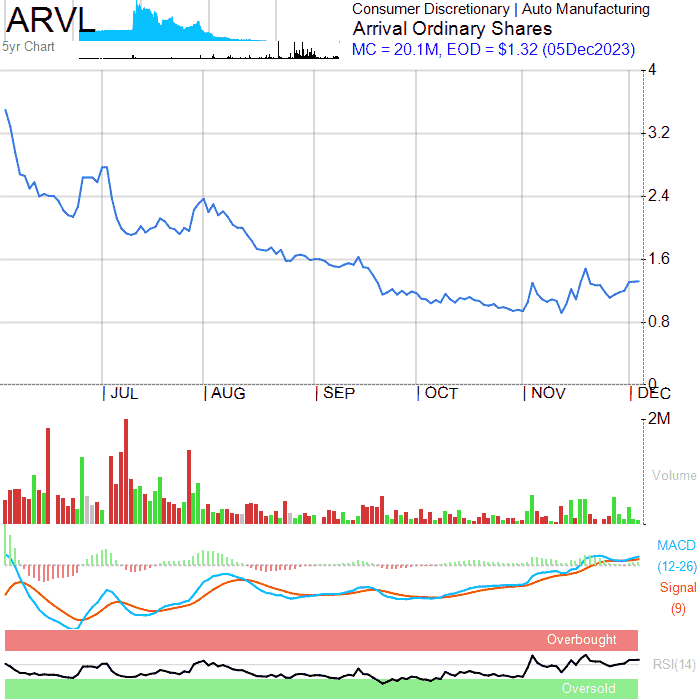 ARVL
5yr Chart
Consumer Discretionary | Auto Manufacturing
Arrival Ordinary Shares
MC = 20.1M, EOD = $1.32 (05Dec2023)
4
3.2
2.4
1.6
0.8
0
| JUL | AUG | SEP | OCT | NOV | DEC
2M
Volume
MACD
(12-26)
Signal
(9)
Overbought
RSI(14)
Oversold